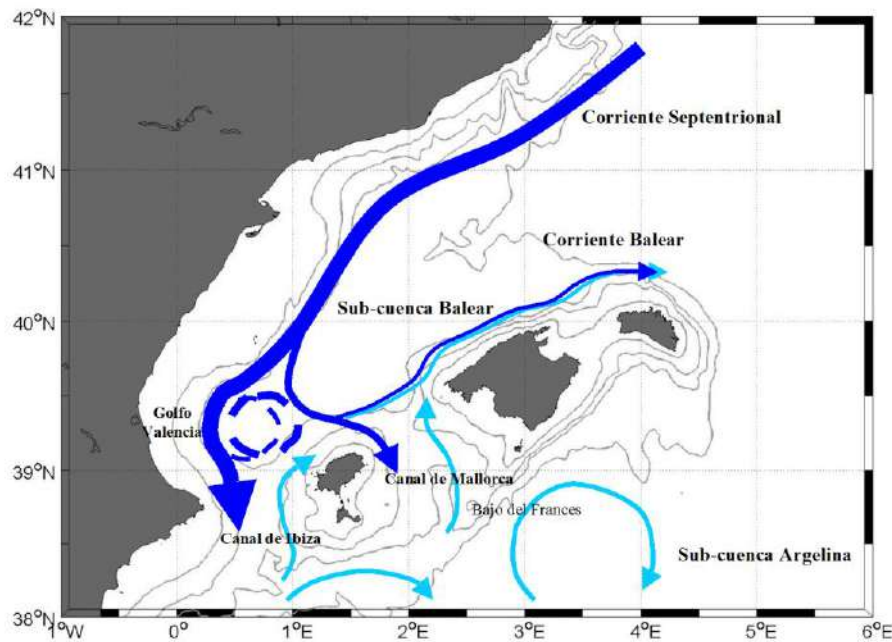 42°N
Corriente Septentrional
41°N
Corriente Balear
40°N
Sub-cuenca Balear
Golfo
Valencia
39°N
Canal de Mallorca
Bajo del Frances
Canal de Ibiza
Sub-cuenca Argelina
38°N
1°W 0° 1°E 2°E 3°E 4°E 5°E 6°E